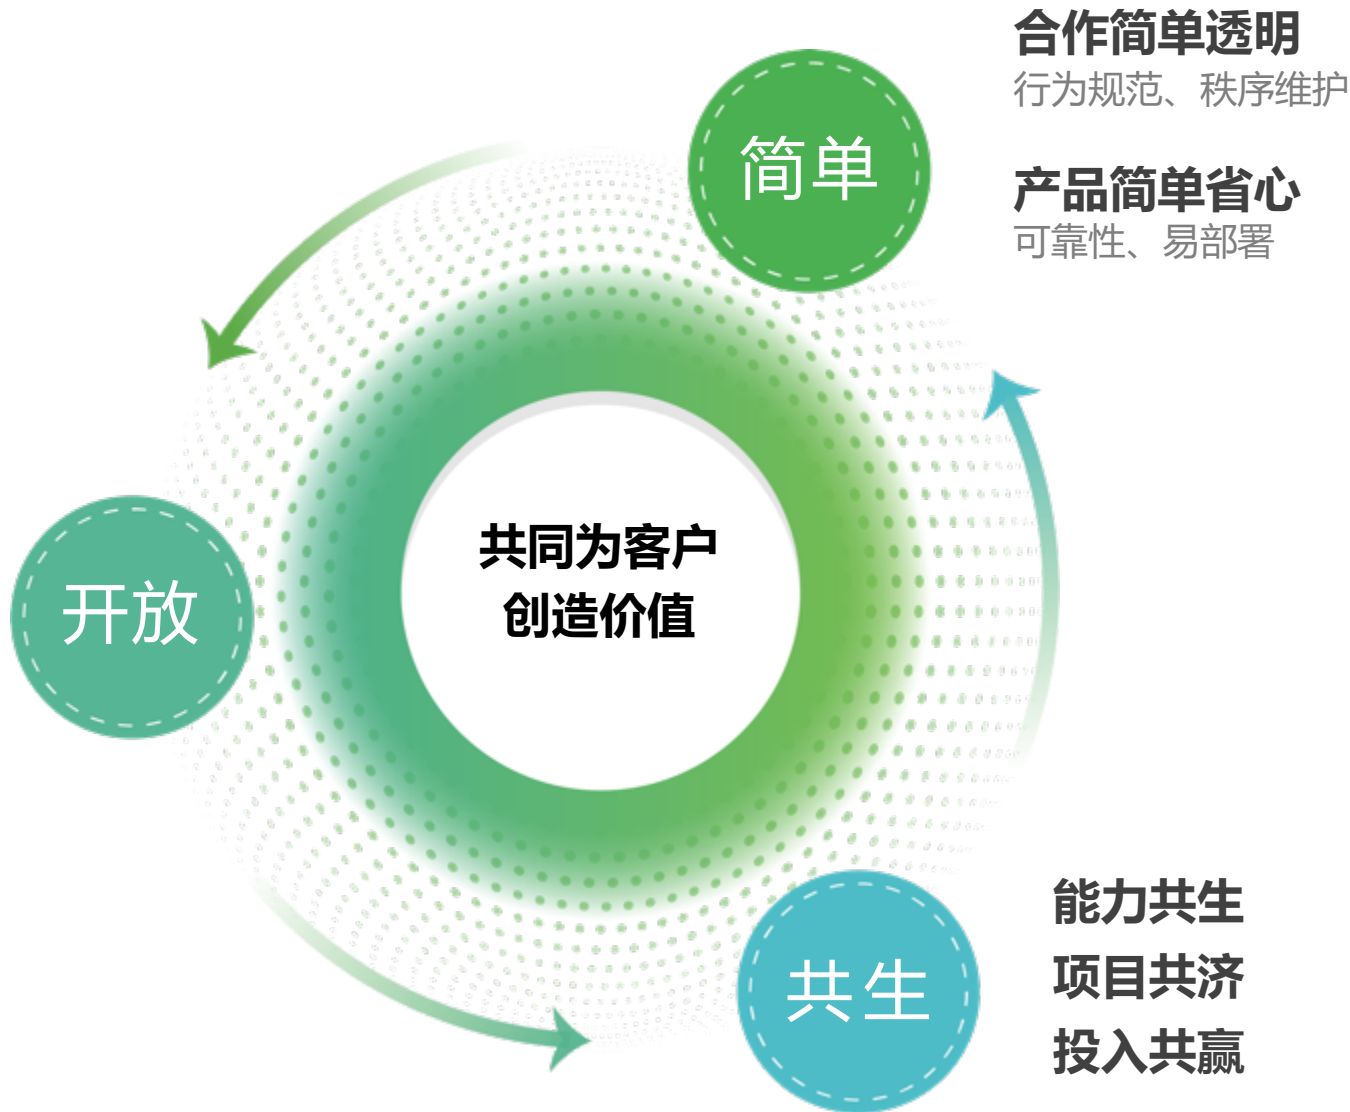 合作简单透明
行为规范、秩序维护
简单
产品简单省心
可靠性、易部署
共同为客户
创造价值
开放
能力共生
项目共济
共生
投入共赢